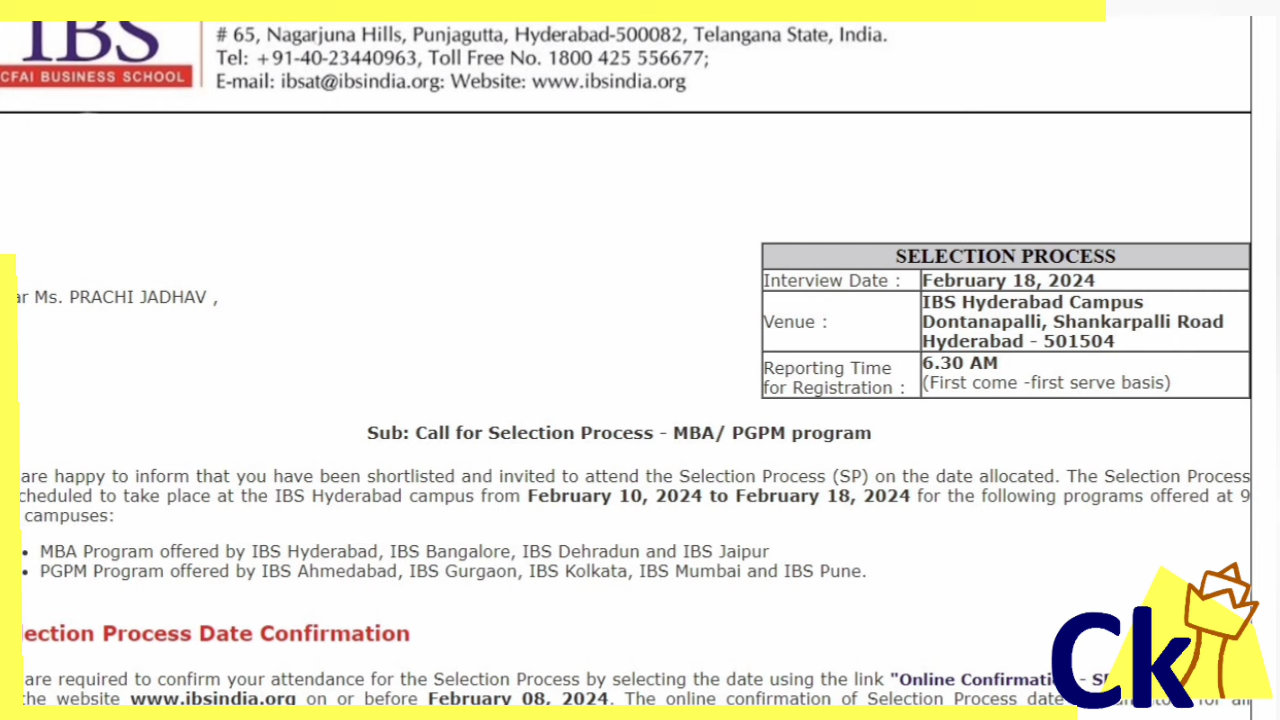 IBS
CFAI BUSINESS SCHOOL
# 65, Nagarjuna Hills, Punjagutta, Hyderabad-500082, Telangana State, India.
Tel: +91-40-23440963, Toll Free No. 1800 425 556677;
E-mail: ibsat@ibsindia.org: Website: www.ibsindia.org
SELECTION PROCESS
Interview Date : February 18, 2024
Venue : IBS Hyderabad Campus
Dontanapalli, Shankarpalli Road
Hyderabad - 501504
Reporting Time for Registration : 6.30 AM
(First come -first serve basis)
ar Ms. PRACHI JADHAV ,
Sub: Call for Selection Process - MBA/ PGPM program
are happy to inform that you have been shortlisted and invited to attend the Selection Process (SP) on the date allocated. The Selection Process
cheduled to take place at the IBS Hyderabad campus from February 10, 2024 to February 18, 2024 for the following programs offered at 9
campuses:
• MBA Program offered by IBS Hyderabad, IBS Bangalore, IBS Dehradun and IBS Jaipur
• PGPM Program offered by IBS Ahmedabad, IBS Gurgaon, IBS Kolkata, IBS Mumbai and IBS Pune.
lection Process Date Confirmation
are required to confirm your attendance for the Selection Process by selecting the date using the link "Online Confirmati - S
the website www.ibsindia.org on or before February 08, 2024. The online confirmation of Selection Process date for all
Ck